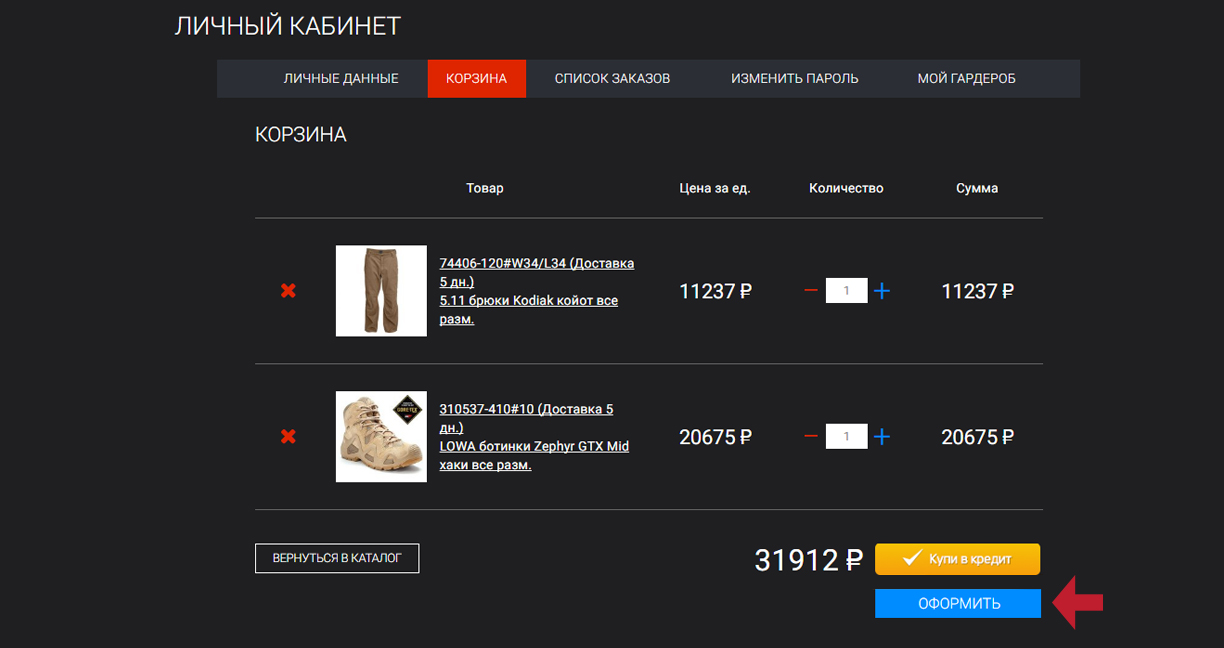 ЛИЧНЫЙ КАБИНЕТ
ЛИЧНЫЕ ДАННЫЕ КОРЗИНА СПИСОК ЗАКАЗОВ ИЗМЕНИТЬ ПАРОЛЬ МОЙ ГАРДЕРОБ
КОРЗИНА
Товар Цена за ед. Количество Сумма
74406-120#W34/L34 (Доставка
5 дн.)
5.11 брюки Kodiak койот все
разм.
11237 ₽ − 1 + 11237 ₽
GORE-TEX
310537-410#10 (Доставка 5
дн.)
LOWA ботинки Zephyr GTX Mid
хаки все разм.
20675 ₽ − 1 + 20675 ₽
ВЕРНУТЬСЯ В КАТАЛОГ
31912 ₽ Купи в кредит
ОФОРМИТЬ